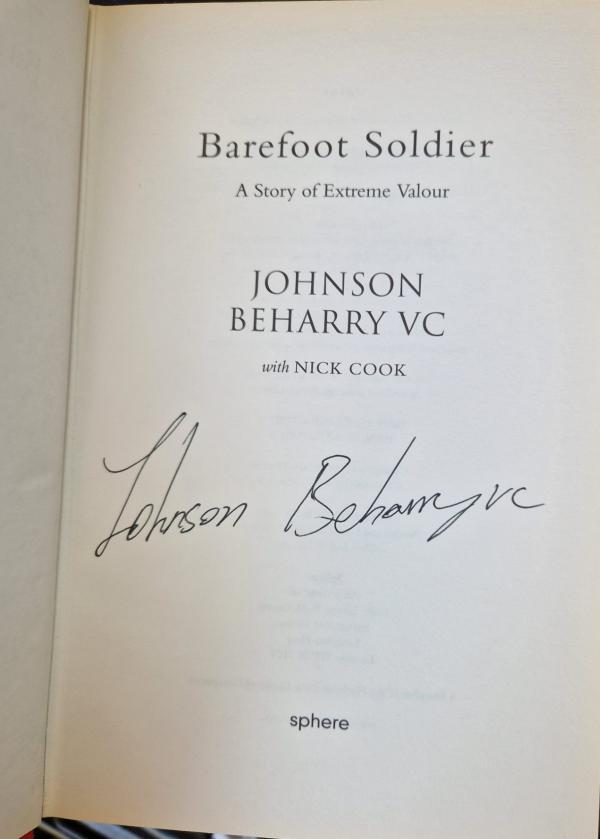 Barefoot Soldier
A Story of Extreme Valour
JOHNSON
BEHARRY VC
with NICK COOK
Johnson Beharry VC
sphere